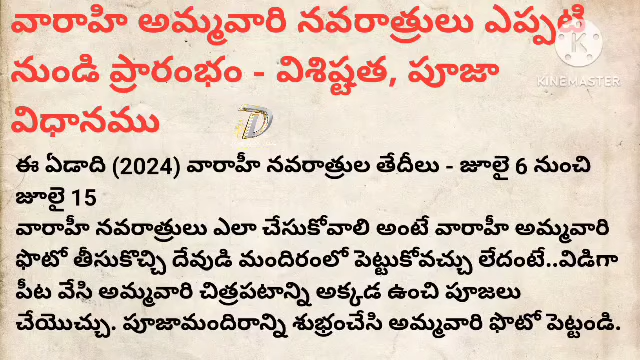 వారాహి అమ్మవారి నవరాత్రులు ఎప్పటి
నుండి ప్రారంభం - విశిష్టత, పూజా
విధానము
KINEMASTER
ఈ ఏడాది (2024) వారాహీ నవరాత్రుల తేదీలు - జూలై 6 నుంచి
జూలై 15
వారాహీ నవరాత్రులు ఎలా చేసుకోవాలి అంటే వారాహీ అమ్మవారి
ఫొటో తీసుకొచ్చి దేవుడి మందిరంలో పెట్టుకోవచ్చు లేదంటే..విడిగా
పీట వేసి అమ్మవారి చిత్రపటాన్ని అక్కడ ఉంచి పూజలు
చేయొచ్చు. పూజామందిరాన్ని శుభ్రంచేసి అమ్మవారి ఫొటో పెట్టండి.